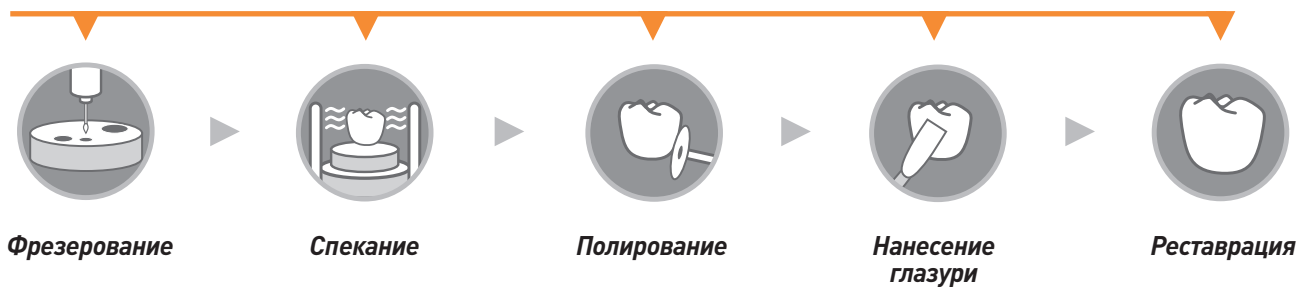 Фрезерование
Спекание
Полирование
Нанесение
глазури
Реставрация